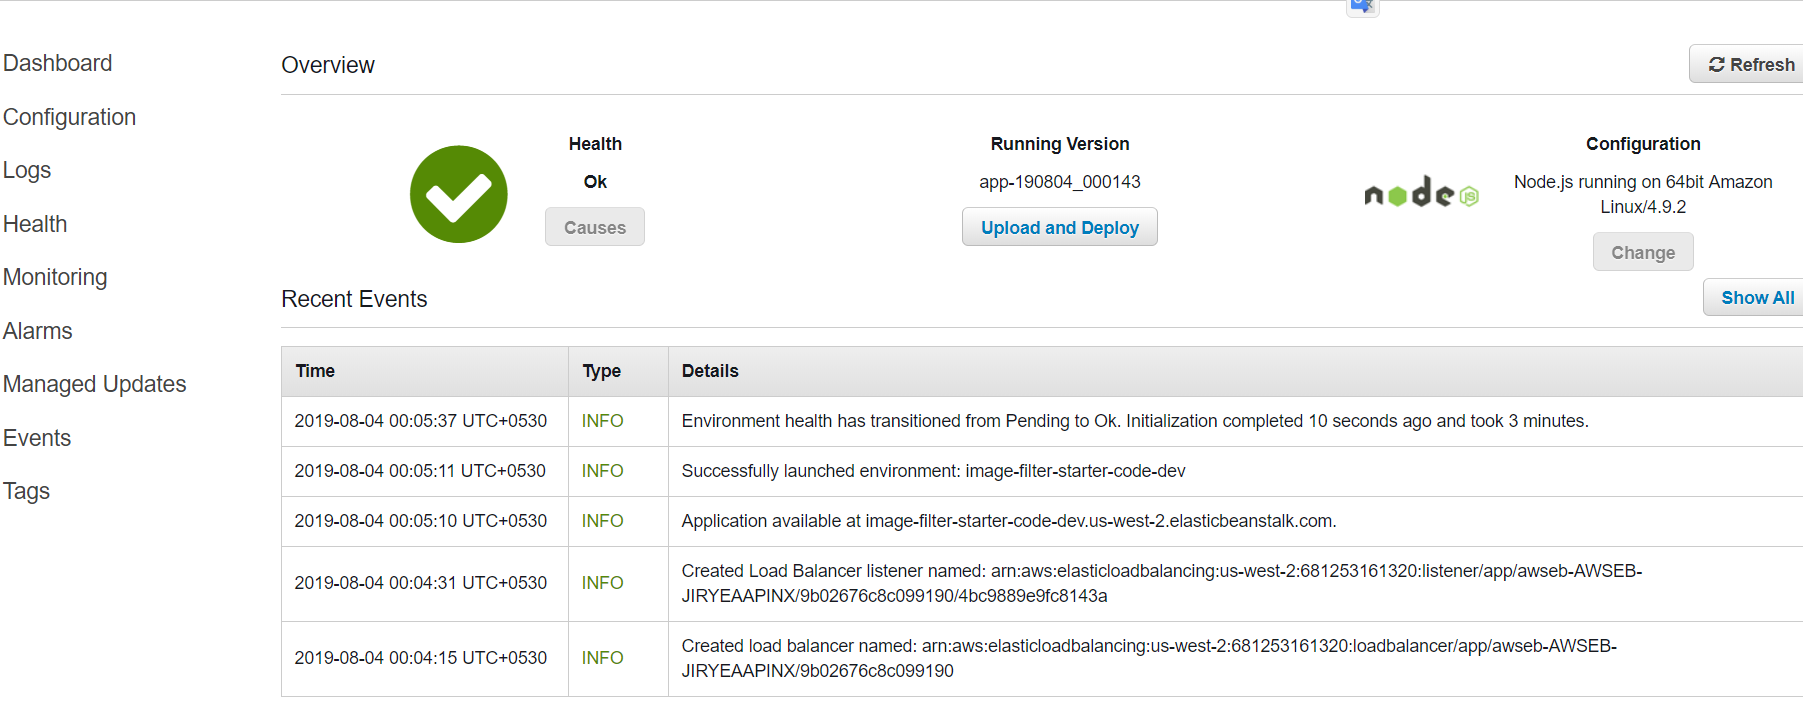 Dashboard
Configuration
Logs
Health
Monitoring
Alarms
Managed Updates
Events
Tags
Overview
Refresh
Health
Ok
Causes
Running Version
app-190804_000143
Upload and Deploy
node JS
Configuration
Node.js running on 64bit Amazon
Linux/4.9.2
Change
Recent Events
Show All
Time Type Details
2019-08-04 00:05:37 UTC+0530 INFO Environment health has transitioned from Pending to Ok. Initialization completed 10 seconds ago and took 3 minutes.
2019-08-04 00:05:11 UTC+0530 INFO Successfully launched environment: image-filter-starter-code-dev
2019-08-04 00:05:10 UTC+0530 INFO Application available at image-filter-starter-code-dev.us-west-2.elasticbeanstalk.com.
2019-08-04 00:04:31 UTC+0530 INFO Created Load Balancer listener named: arn:aws:elasticloadbalancing:us-west-2:681253161320:listener/app/awseb-AWSEB-
JIRYEAAPINX/9b02676c8c099190/4bc9889e9fc8143a
2019-08-04 00:04:15 UTC+0530 INFO Created load balancer named: arn:aws:elasticloadbalancing:us-west-2:681253161320:loadbalancer/app/awseb-AWSEB-
JIRYEAAPINX/9b02676c8c099190